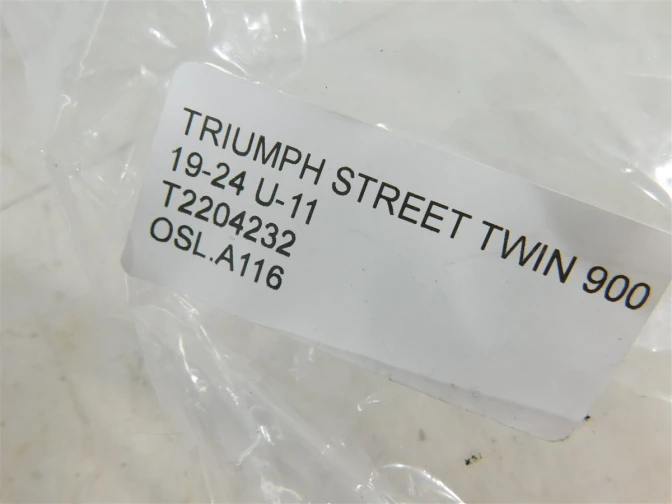 TRIUMPH STREET TWIN 900
19-24 U-11
T2204232
OSL.A116